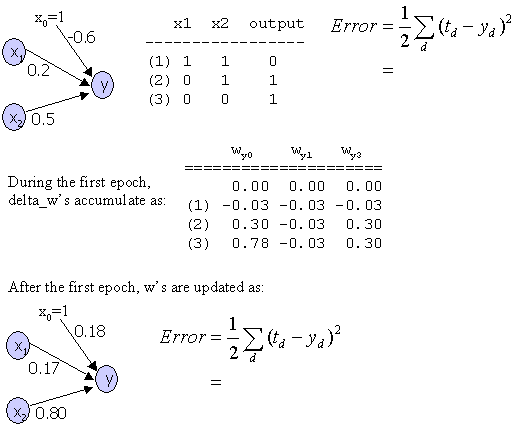 x0=1
-0.6
x1
0.2
y
x2
0.5
x1 x2 output
-----------------
(1) 1 1 0
(2) 0 1 1
(3) 0 0 1
Error = 1/2 ∑d (td − yd)2
=
During the first epoch,
delta_w's accumulate as:
wy0 wy1 wy3
=====================
0.00 0.00 0.00
(1) -0.03 -0.03 -0.03
(2) 0.30 -0.03 0.30
(3) 0.78 -0.03 0.30
After the first epoch, w's are updated as:
x0=1
0.18
x1
0.17
y
x2
0.80
Error = 1/2 ∑d (td − yd)2
=